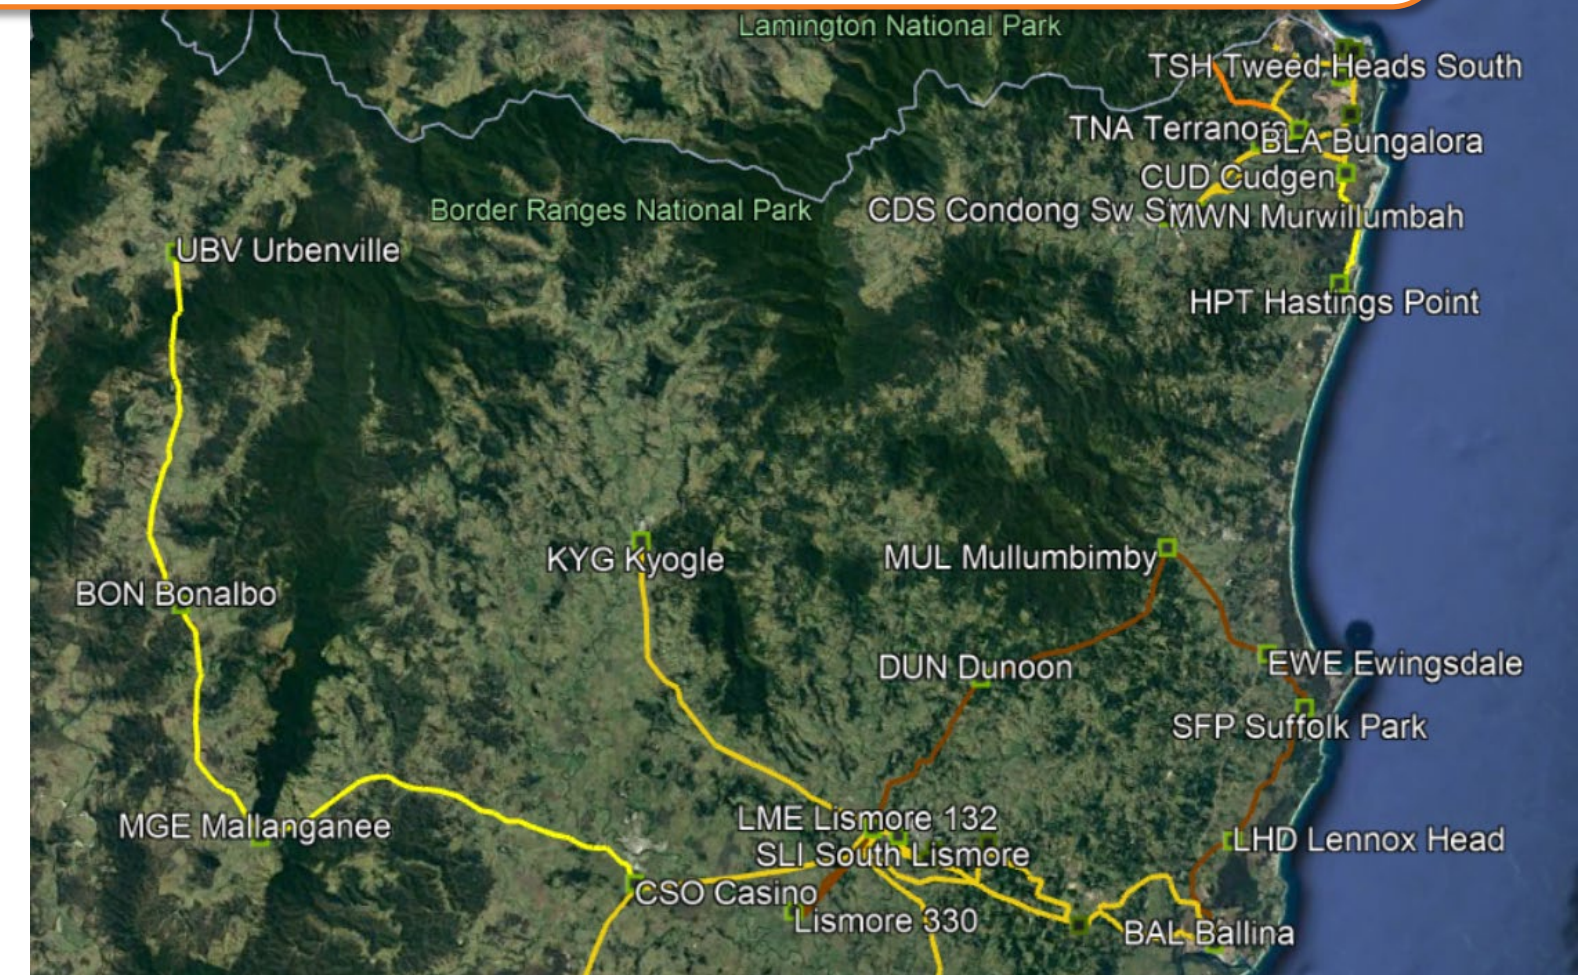 Lamington National Park
TSH Tweed Heads South
TNA Terranora
BLA Bungalora
CUD Cudgen
CDS Condong Sw Stn
MWN Murwillumbah
Border Ranges National Park
UBV Urbenville
HPT Hastings Point
KYG Kyogle
MUL Mullumbimby
BON Bonalbo
DUN Dunoon
EWE Ewingsdale
SFP Suffolk Park
LME Lismore 132
MGE Mallanganee
SLI South Lismore
LHD Lennox Head
CSO Casino
Lismore 330
BAL Ballina